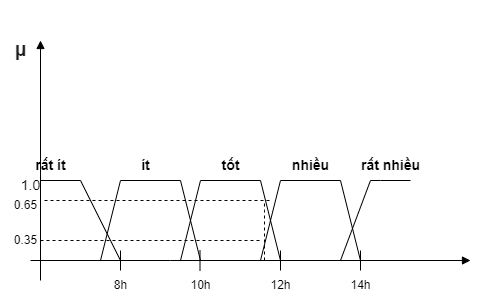 μ
rất ít ít tốt nhiều rất nhiều
1.0
0.65
0.35
8h 10h 12h 14h